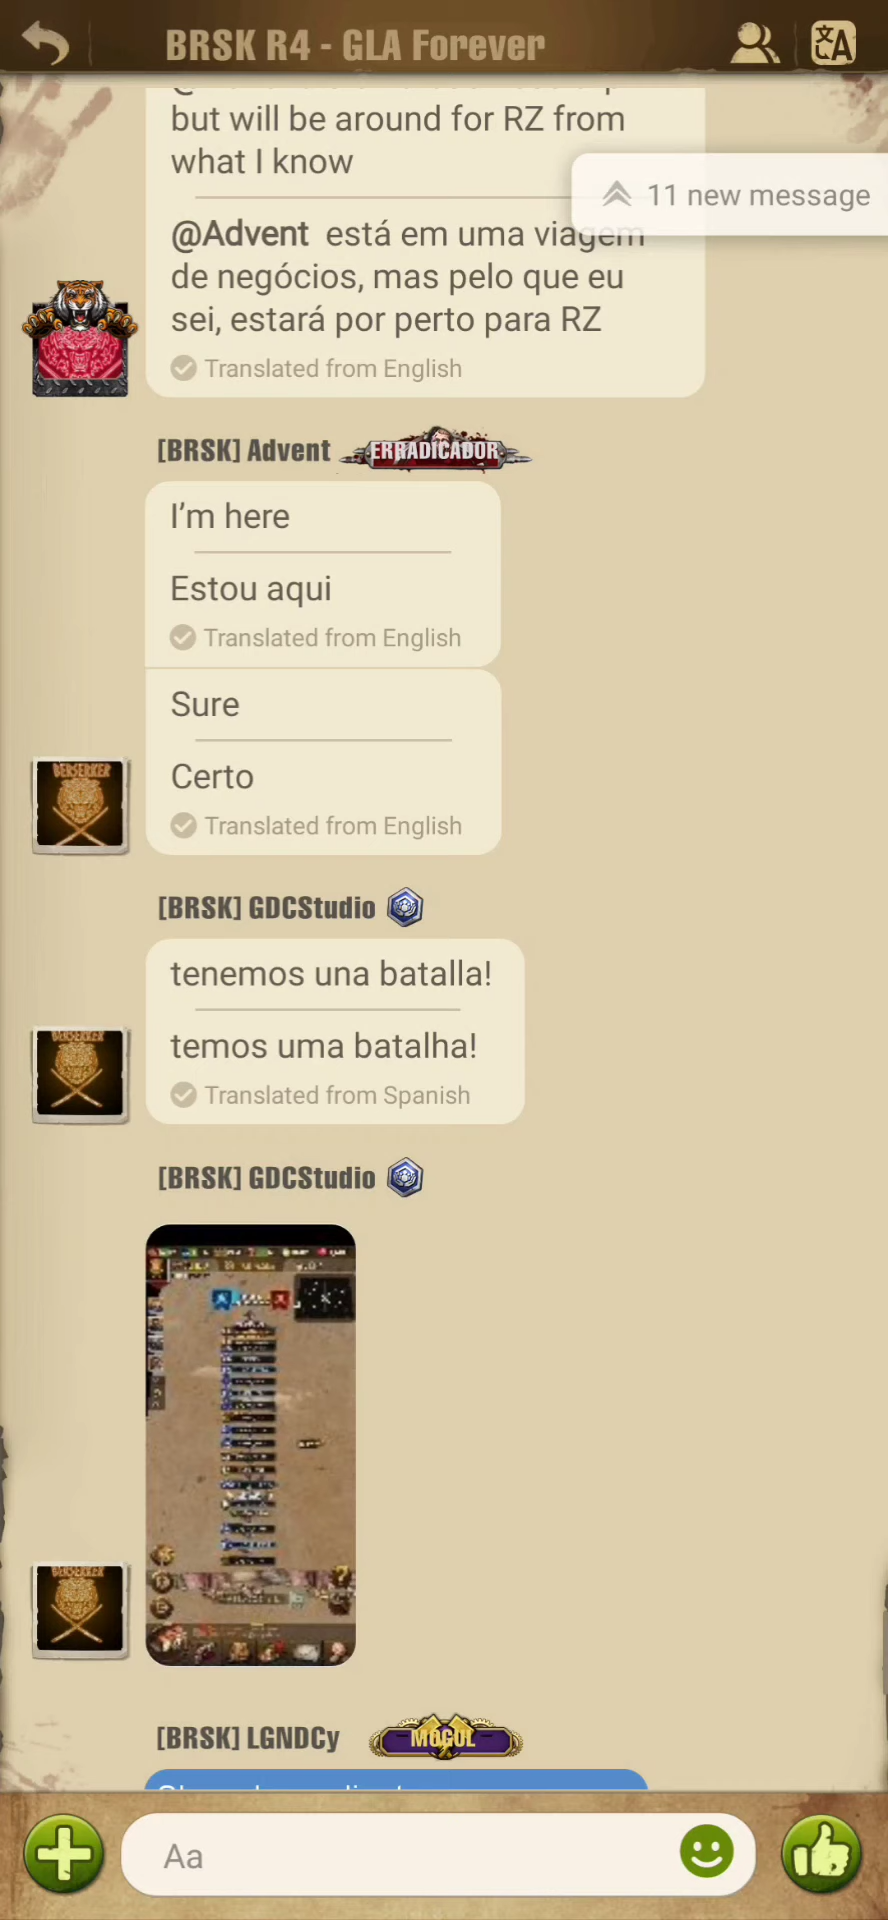 BRSK R4 - GLA Forever
but will be around for RZ from
what I know
11 new message
@Advent está em uma viagem
de negócios, mas pelo que eu
sei, estará por perto para RZ
Translated from English
[BRSK] Advent ERRADICADOR
I’m here
Estou aqui
Translated from English
Sure
Certo
Translated from English
BERSERKER
[BRSK] GDCStudio
tenemos una batalla!
temos uma batalha!
Translated from Spanish
BERSERKER
[BRSK] GDCStudio
BERSERKER
[BRSK] LGNDCy MOGUL
Aa